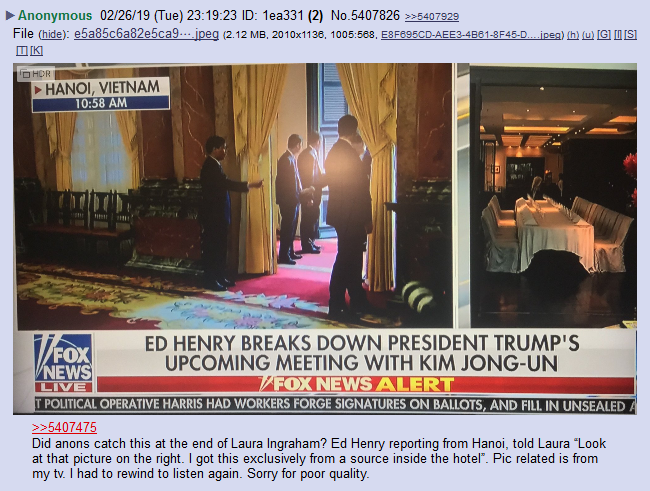 ▶ Anonymous 02/26/19 (Tue) 23:19:23 ID: 1ea331 (2) No.5407826 >>5407929
File (hide): e5a85c6a82e5ca9⋯.jpeg (2.12 MB, 2010x1136, 1005:568, E8F695CD-AEE3-4B61-8F45-D….jpeg) (h) (u) [G] [I] [S]
[T] [K]
HDR
▶ HANOI, VIETNAM
10:58 AM
ED HENRY BREAKS DOWN PRESIDENT TRUMP'S
UPCOMING MEETING WITH KIM JONG-UN
FOX
NEWS
LIVE
FOX NEWS ALERT
T POLITICAL OPERATIVE HARRIS HAD WORKERS FORGE SIGNATURES ON BALLOTS, AND FILL IN UNSEALED A
>>5407475
Did anons catch this at the end of Laura Ingraham? Ed Henry reporting from Hanoi, told Laura “Look
at that picture on the right. I got this exclusively from a source inside the hotel”. Pic related is from
my tv. I had to rewind to listen again. Sorry for poor quality.